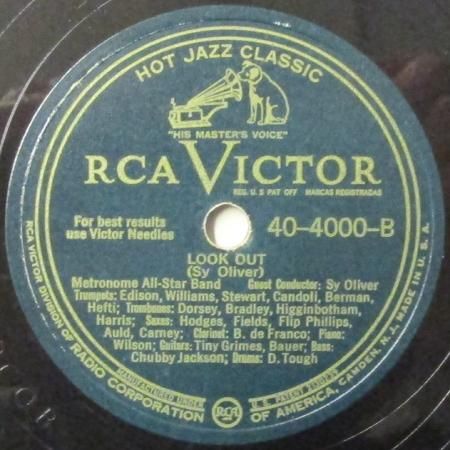 HOT JAZZ CLASSIC
"HIS MASTER'S VOICE"
RCA VICTOR
REG. U. S. PAT. OFF. MARCAS REGISTRADAS
For best results
use Victor Needles
40-4000-B
LOOK OUT
(Sy Oliver)
Metronome All-Star Band Guest Conductor: Sy Oliver
Trumpets: Edison, Williams, Stewart, Candoli, Berman,
Hefti; Trombones: Dorsey, Bradley, Higginbotham,
Harris; Saxes: Hodges, Fields, Flip Phillips,
Auld, Carney; Clarinet: B. de Franco; Piano:
Wilson; Guitars: Tiny Grimes, Bauer; Bass:
Chubby Jackson; Drums: D. Tough
MANUFACTURED UNDER
U. S. PATENT
RCA VICTOR DIVISION OF RADIO CORPORATION OF AMERICA, CAMDEN, N.J. MADE IN U.S.A.
RCA